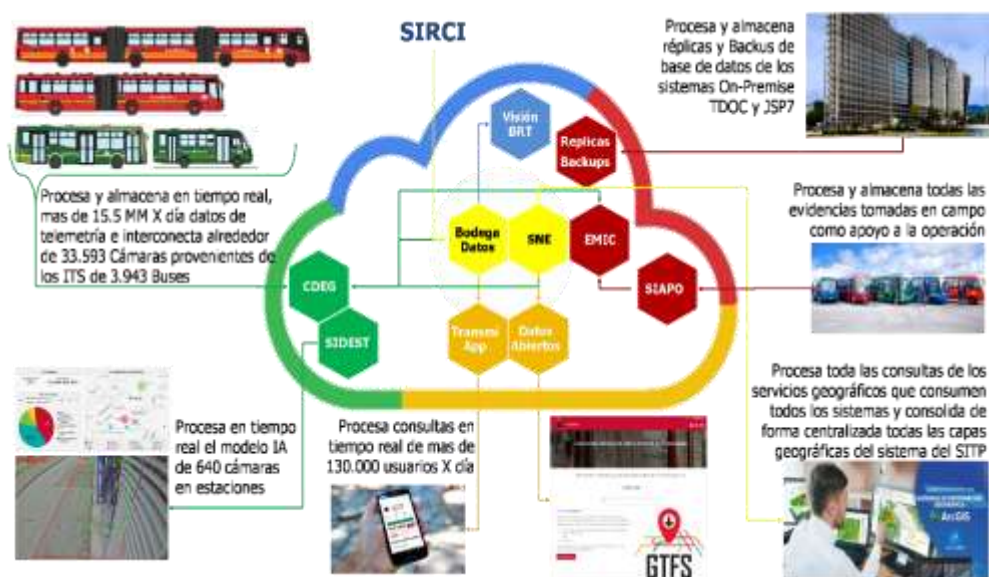 SIRCI
Procesa y almacena
réplicas y Backus de
base de datos de los
sistemas On-Premise
TDOC y JSP7
Visión
BRT
Replicas
Backups
Procesa y almacena en tiempo real,
mas de 15.5 MM X día datos de
telemetría e interconecta alrededor
de 33.593 Cámaras provenientes de
los ITS de 3.943 Buses
Procesa y almacena todas las
evidencias tomadas en campo
como apoyo a la operación
Bodega
Datos
SNE
EMIC
CDEG
SIAPO
SIDEST
Transmi
App
Datos
Abiertos
Procesa en tiempo
real el modelo IA
de 640 cámaras
en estaciones
Procesa consultas en
tiempo real de mas de
130.000 usuarios X día
Procesa toda las consultas de los
servicios geográficos que consumen
todos los sistemas y consolida de
forma centralizada todas las capas
geográficas del sistema del SITP
GTFS
ArcGIS